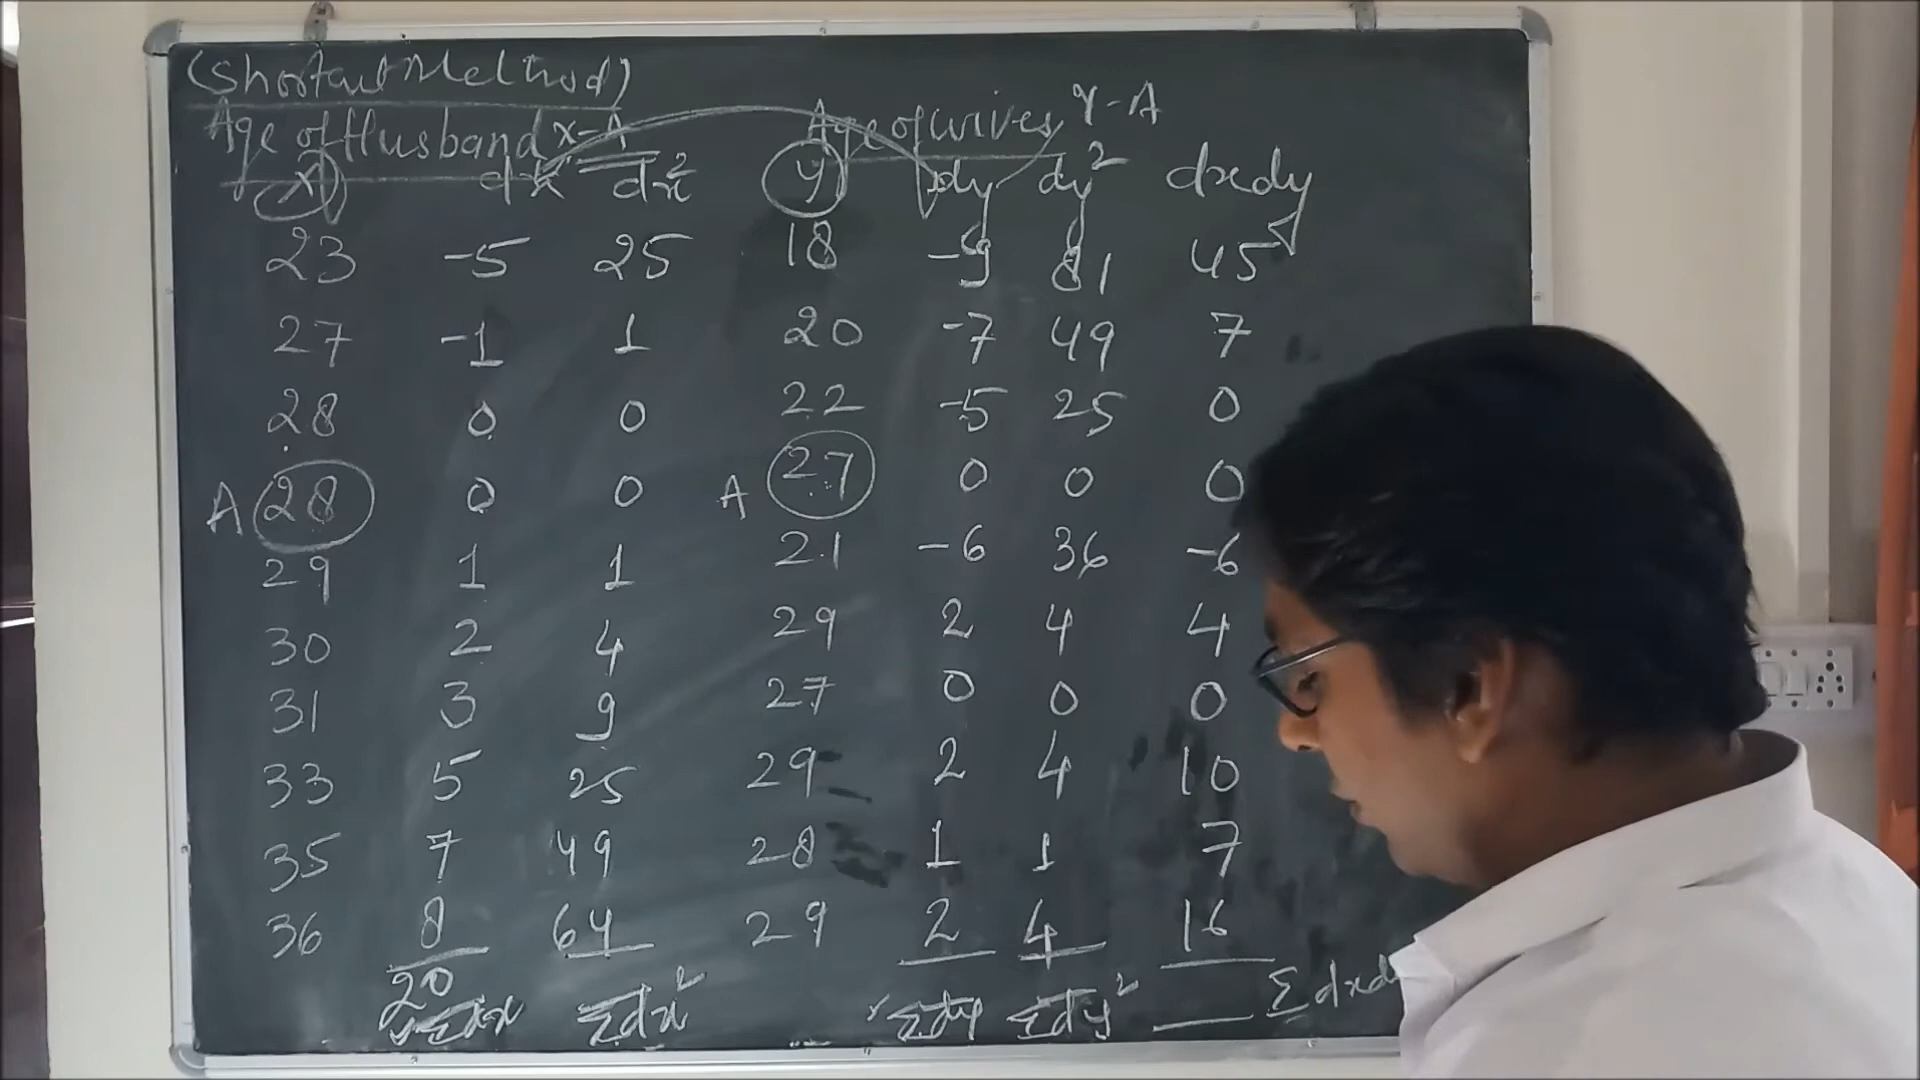 (Shortcut Method)
Age of Husband x-A Age of wives Y-A
x dx dx² y dy dy² dxdy
23 -5 25 18 -9 81 45
27 -1 1 20 -7 49 7
28 0 0 22 -5 25 0
A 28 0 0 A 27 0 0 0
29 1 1 21 -6 36 -6
30 2 4 29 2 4 4
31 3 9 27 0 0 0
33 5 25 29 2 4 10
35 7 49 28 1 1 7
36 8 64 29 2 4 16
20
Σdx Σdx² Σdy Σdy² Σdxdy